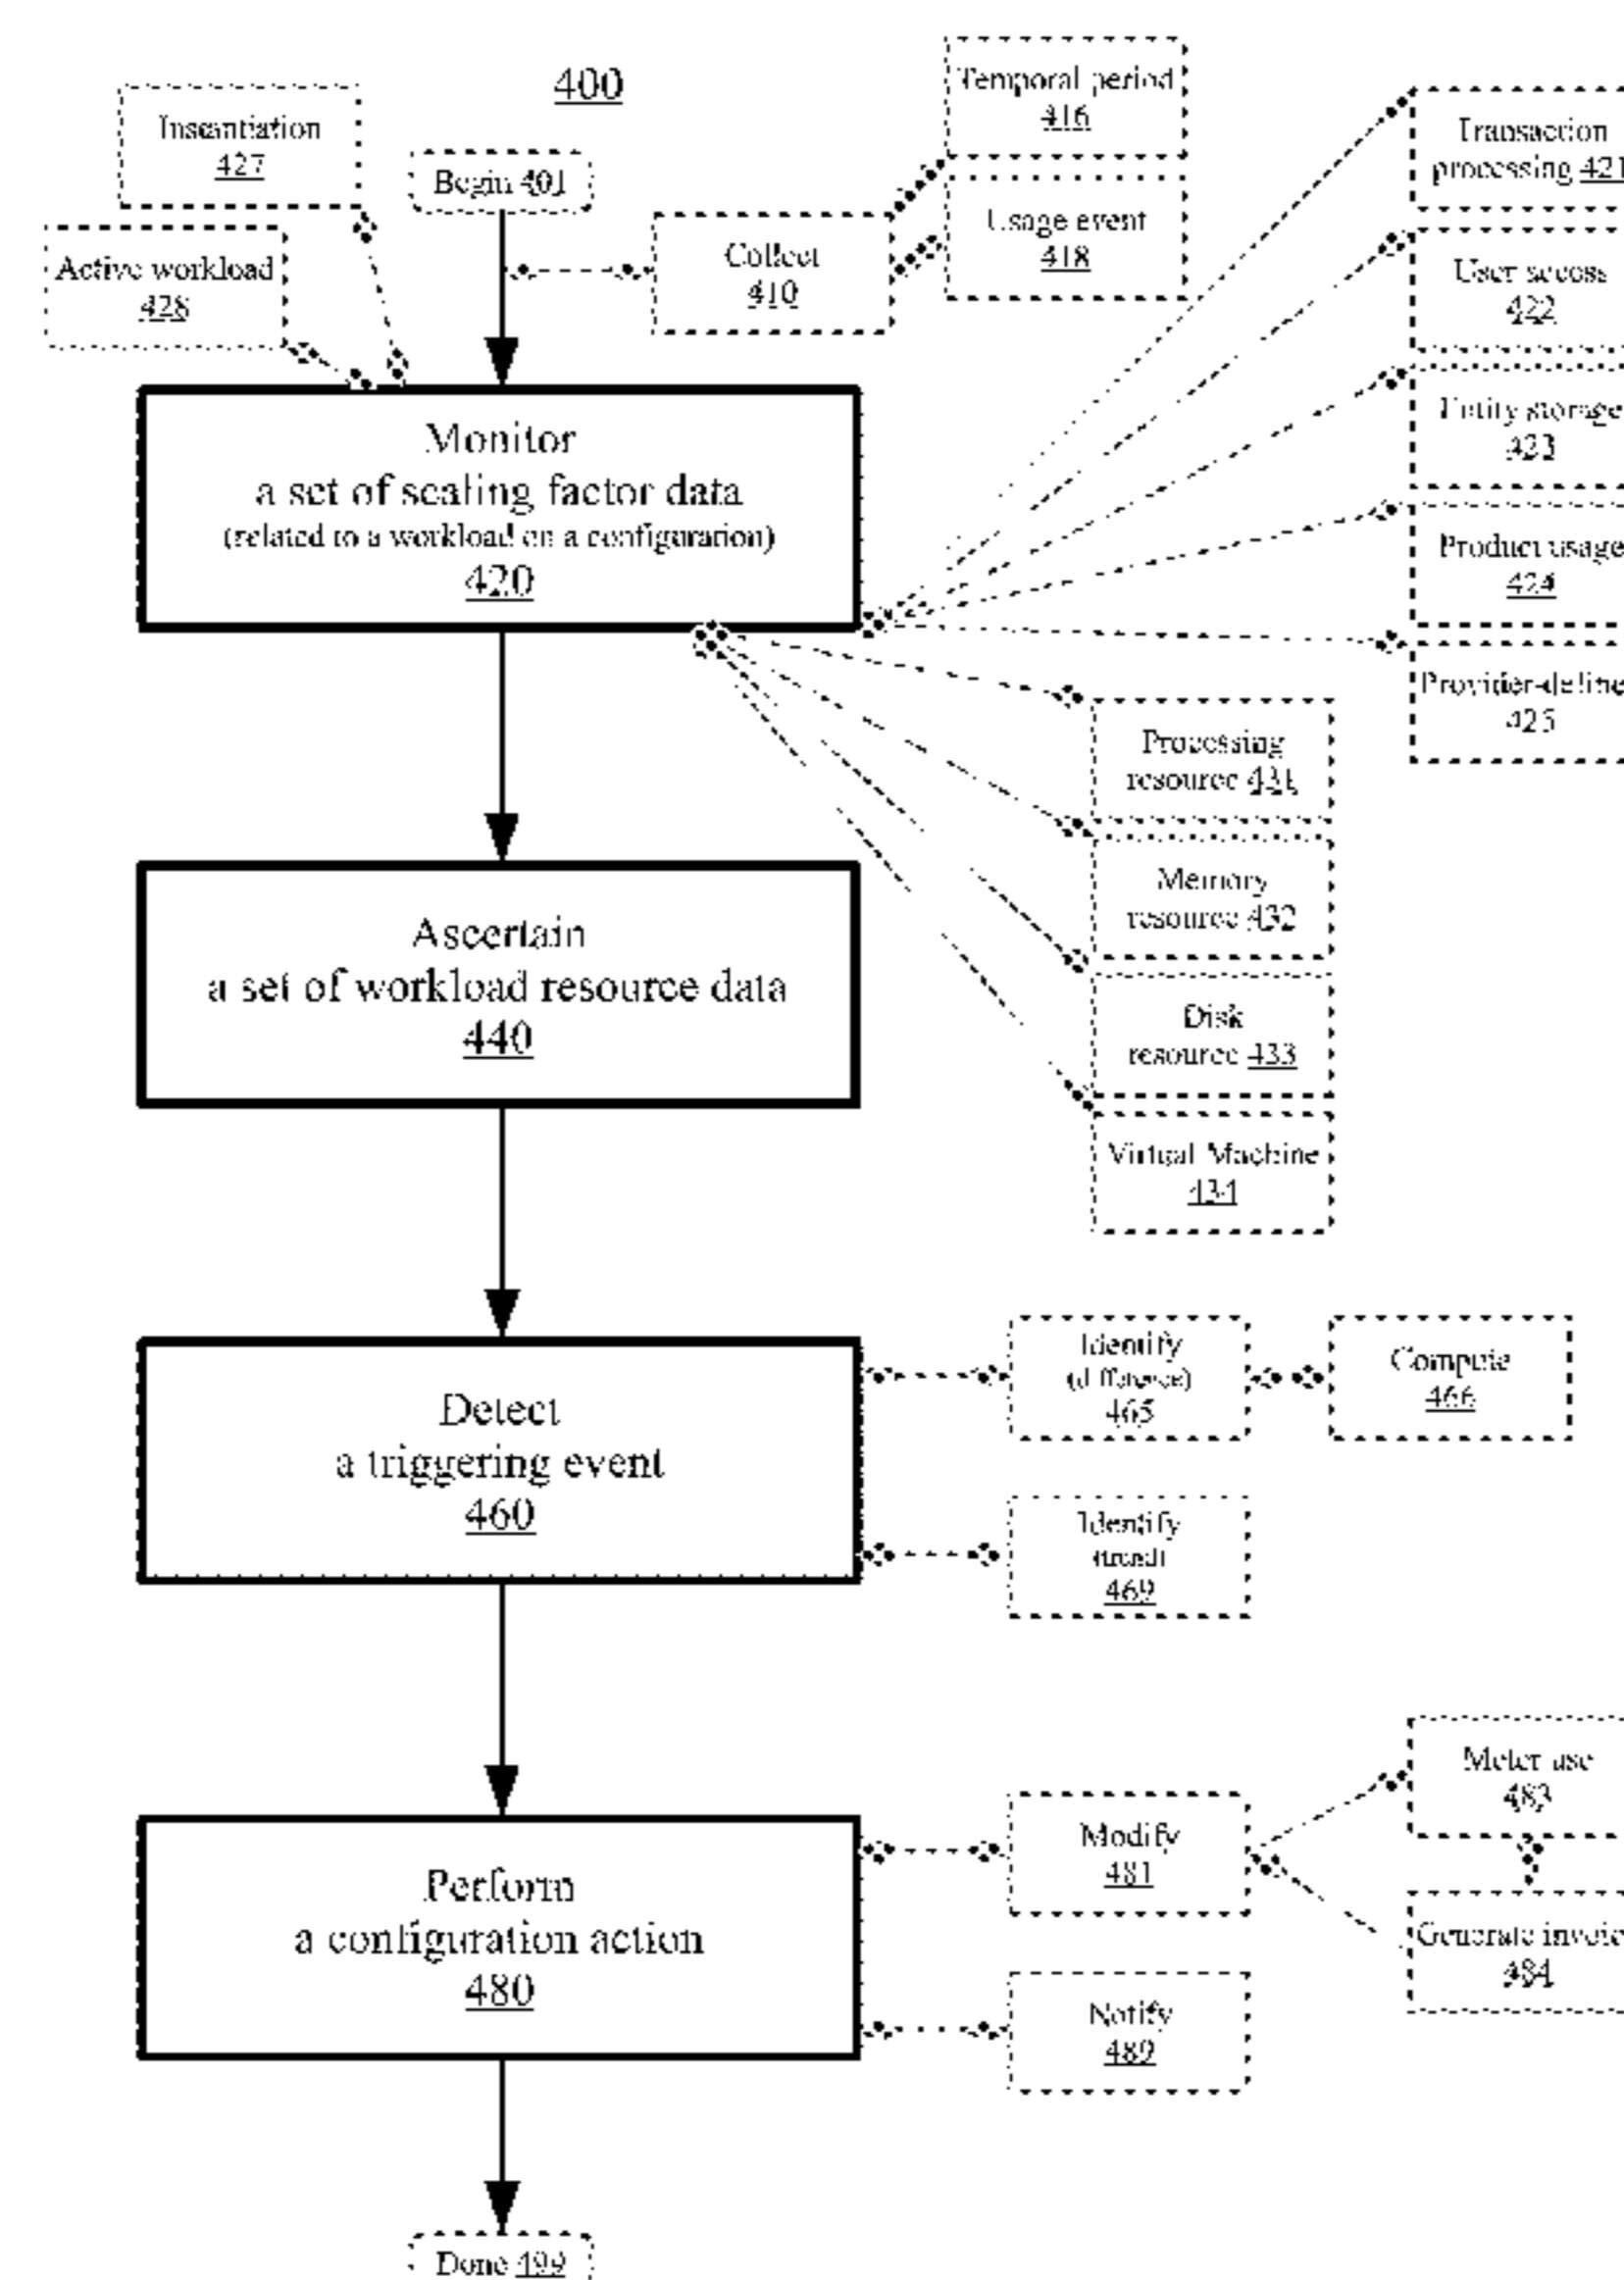 400
Temporal period
416
Instantiation
427
Begin 401
Transaction
processing 421
Usage event
418
Collect
410
Active workload
428
User access
422
Monitor
a set of scaling factor data
(related to a workload on a configuration)
420
Entity storage
423
Product usage
424
Provider-define
425
Processing
resource 431
Memory
resource 432
Ascertain
a set of workload resource data
440
Disk
resource 433
Virtual Machine
434
Detect
a triggering event
460
Identify
(difference)
465
Compute
466
Identify
(trend)
469
Meter use
483
Modify
481
Perform
a configuration action
480
Generate invoic
484
Notify
489
Done 499